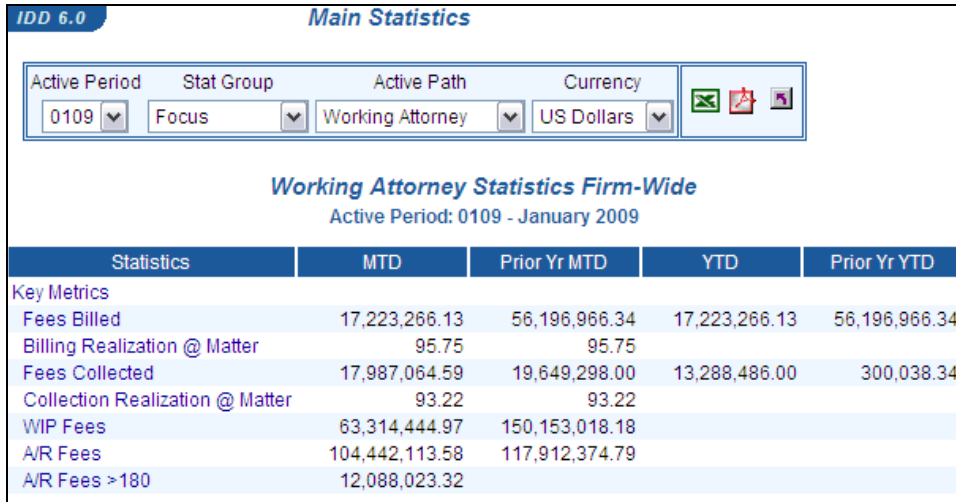 IDD 6.0 Main Statistics
Active Period Stat Group Active Path Currency
0109 Focus Working Attorney US Dollars
Working Attorney Statistics Firm-Wide
Active Period: 0109 - January 2009
Statistics MTD Prior Yr MTD YTD Prior Yr YTD
Key Metrics
Fees Billed 17,223,266.13 56,196,966.34 17,223,266.13 56,196,966.34
Billing Realization @ Matter 95.75 95.75
Fees Collected 17,987,064.59 19,649,298.00 13,288,486.00 300,038.34
Collection Realization @ Matter 93.22 93.22
WIP Fees 63,314,444.97 150,153,018.18
A/R Fees 104,442,113.58 117,912,374.79
A/R Fees >180 12,088,023.32